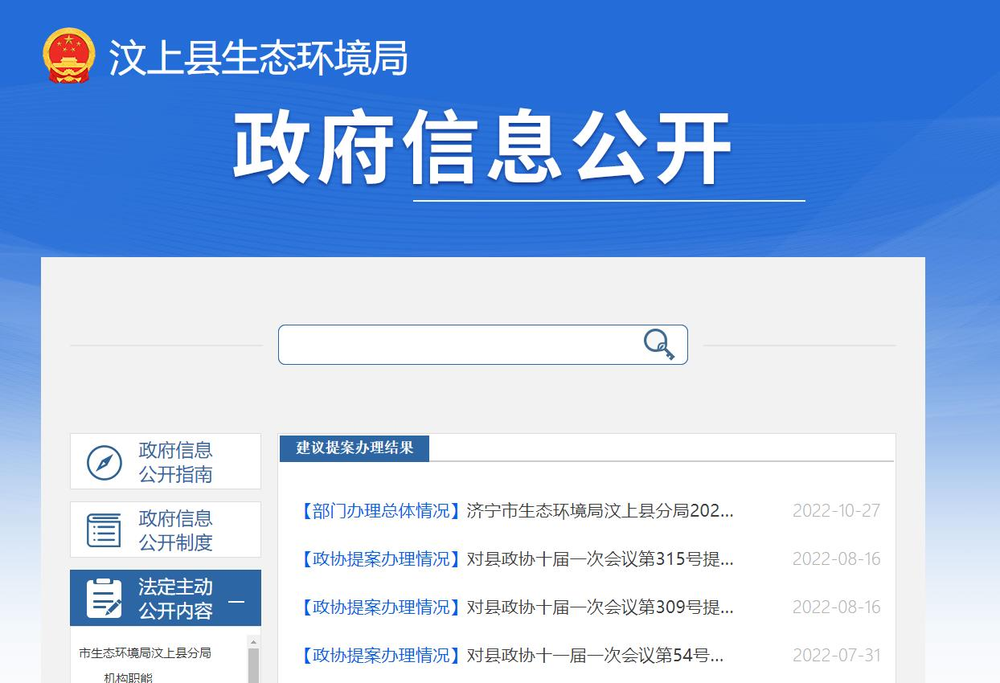 汶上县生态环境局
政府信息公开
政府信息
公开指南
政府信息
公开制度
法定主动
公开内容
市生态环境局汶上县分局
机构职能
建议提案办理结果
【部门办理总体情况】济宁市生态环境局汶上县分局202... 2022-10-27
【政协提案办理情况】对县政协十届一次会议第315号提... 2022-08-16
【政协提案办理情况】对县政协十届一次会议第309号提... 2022-08-16
【政协提案办理情况】对县政协十一届一次会议第54号... 2022-07-31